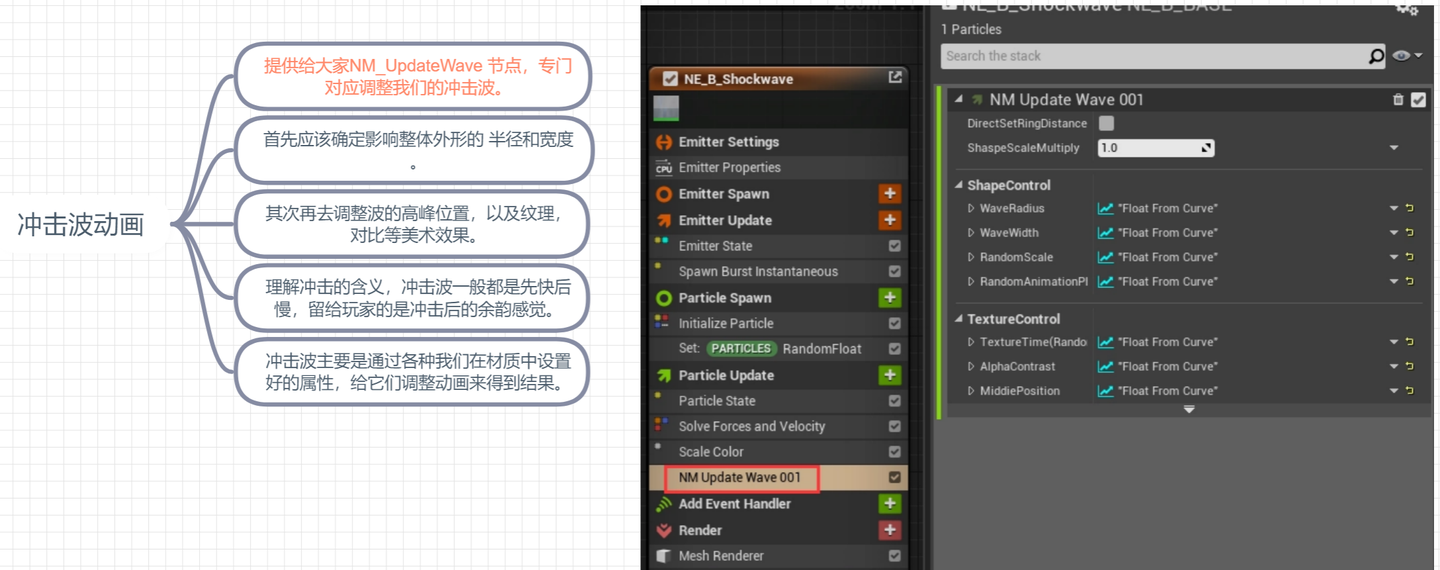 冲击波动画
提供给大家NM_UpdateWave 节点，专门
对应调整我们的冲击波。
首先应该确定影响整体外形的 半径和宽度
。
其次再去调整波的高峰位置，以及纹理，
对比等美术效果。
理解冲击的含义，冲击波一般都是先快后
慢，留给玩家的是冲击后的余韵感觉。
冲击波主要是通过各种我们在材质中设置
好的属性，给它们调整动画来得到结果。
NE_B_Shockwave
Emitter Settings
CPU Emitter Properties
Emitter Spawn
Emitter Update
Emitter State
Spawn Burst Instantaneous
Particle Spawn
Initialize Particle
Set: PARTICLES RandomFloat
Particle Update
Particle State
Solve Forces and Velocity
Scale Color
NM Update Wave 001
Add Event Handler
Render
Mesh Renderer
NE_B_Shockwave NE_B_BASE
1 Particles
Search the stack
NM Update Wave 001
DirectSetRingDistance
ShaspeScaleMultiply 1.0
ShapeControl
WaveRadius "Float From Curve"
WaveWidth "Float From Curve"
RandomScale "Float From Curve"
RandomAnimationPl "Float From Curve"
TextureControl
TextureTime(Rando "Float From Curve"
AlphaContrast "Float From Curve"
MiddiePosition "Float From Curve"